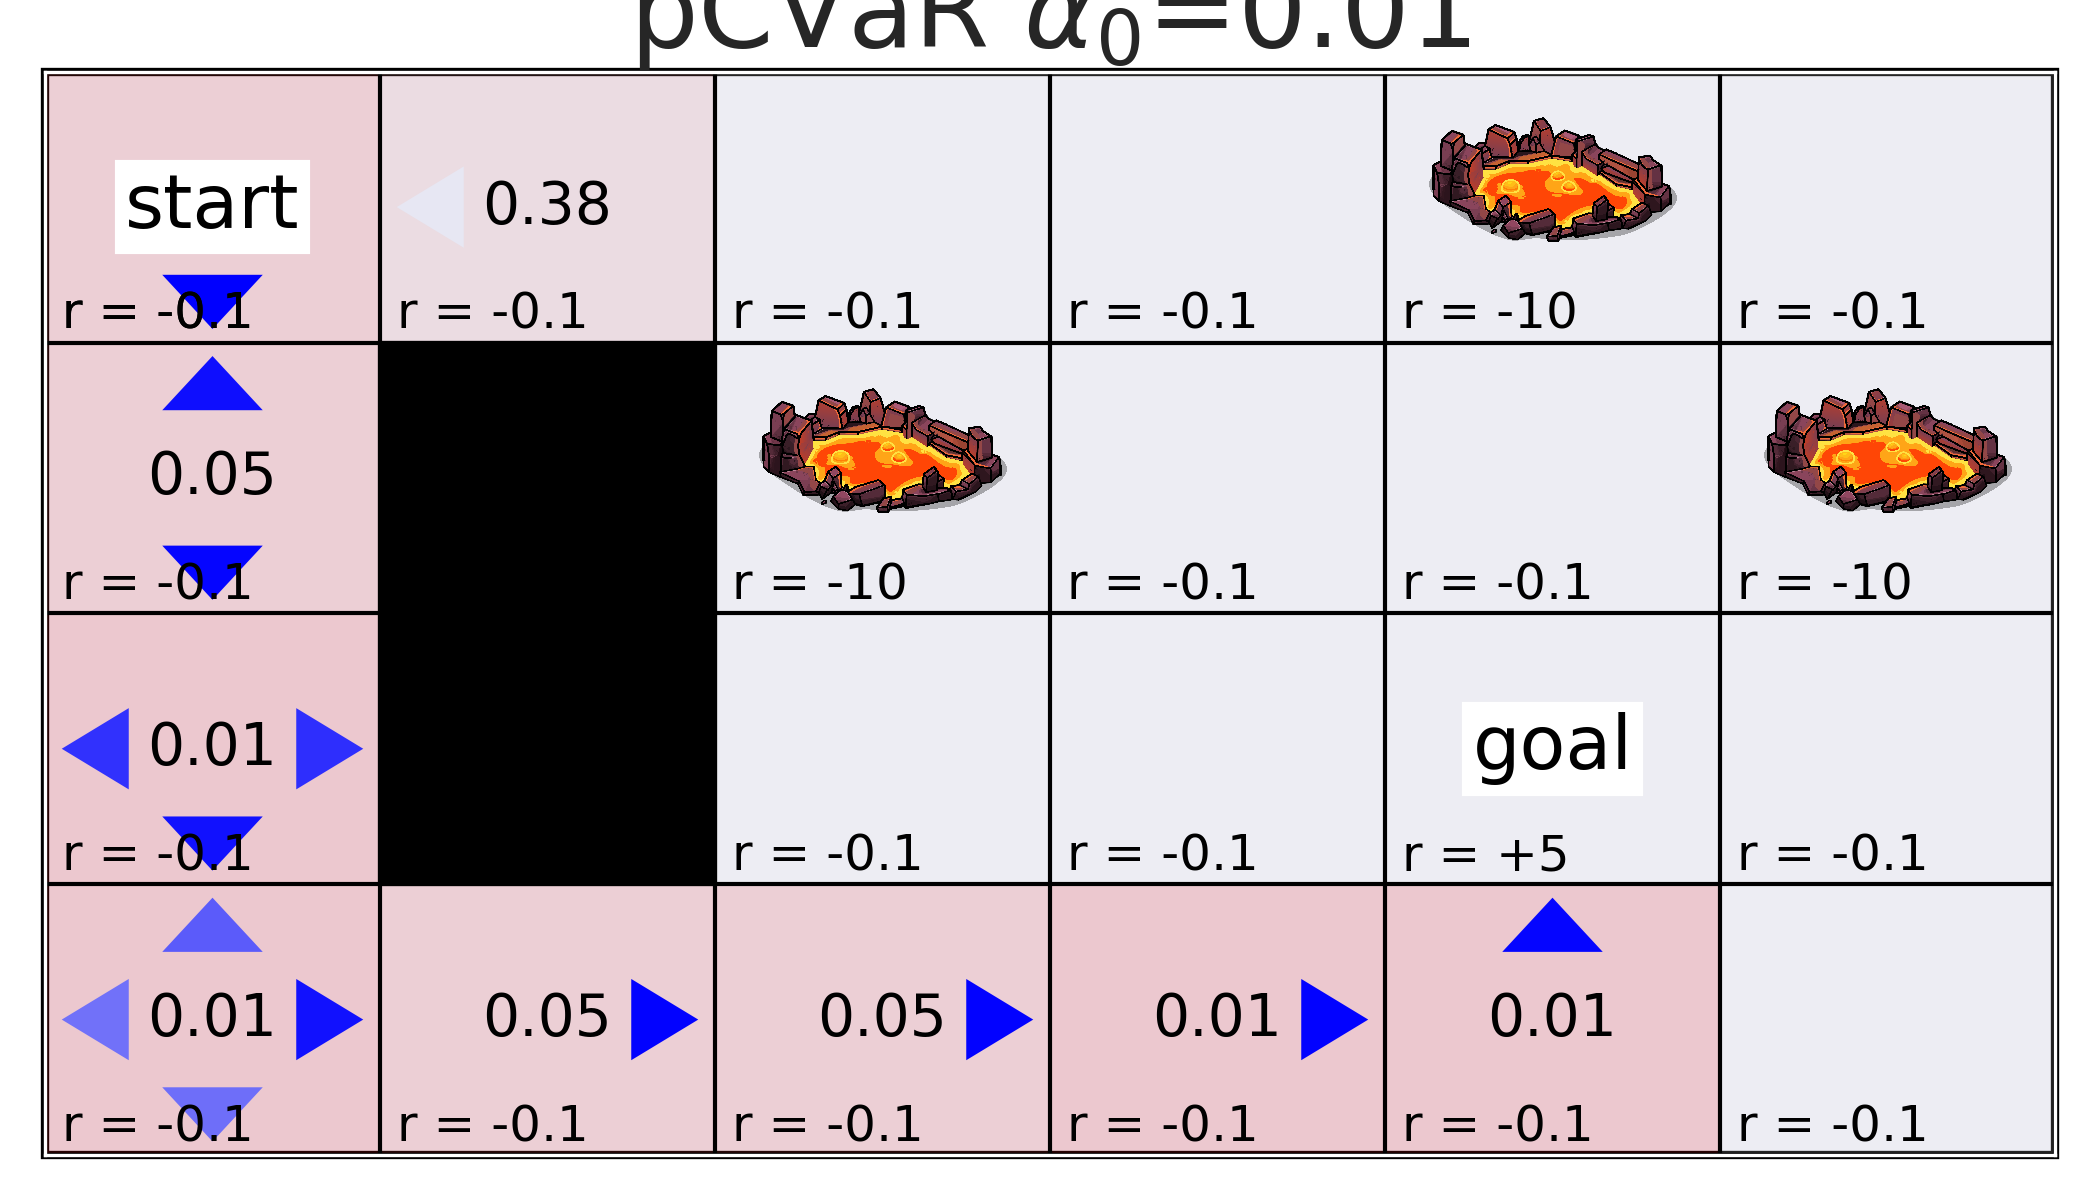 pCVaR α₀=0.01
start
0.38
r = -0.1
r = -0.1
r = -0.1
r = -0.1
r = -10
r = -0.1
0.05
r = -0.1
r = -10
r = -0.1
r = -0.1
r = -10
0.01
goal
r = -0.1
r = -0.1
r = -0.1
r = +5
r = -0.1
0.01
0.05
0.05
0.01
0.01
r = -0.1
r = -0.1
r = -0.1
r = -0.1
r = -0.1
r = -0.1